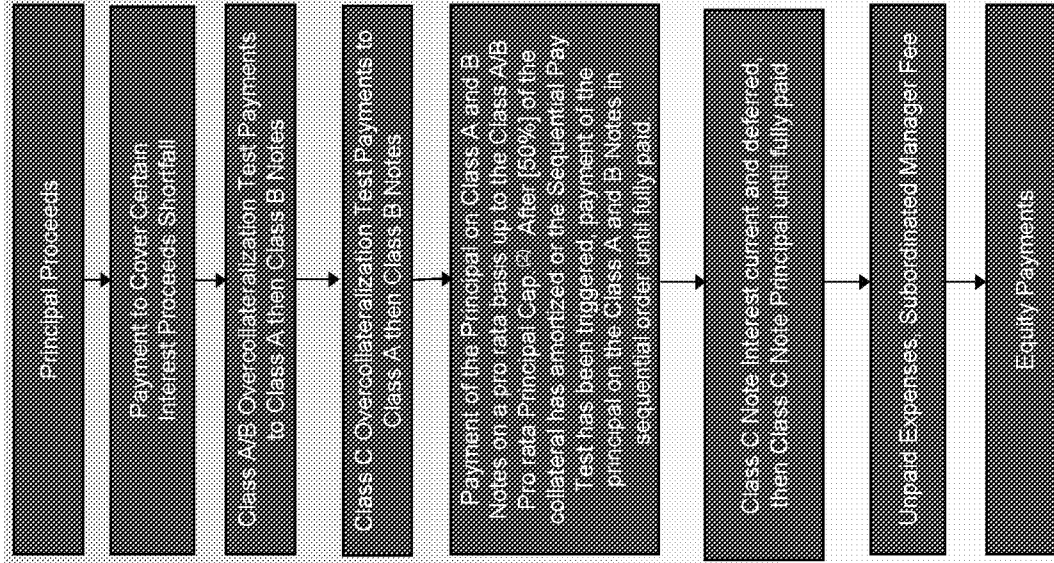 Principal Proceeds
Payment to Cover Certain
Interest Proceeds Shortfall
Class A/B Overcollateralization Test Payments
to Class A then Class B Notes
Class C Overcollateralization Test Payments to
Class A then Class B Notes
Payment of the Principal on Class A and B
Notes on a pro rata basis up to the Class A/B
Pro rata Principal Cap (2). After [50%] of the
collateral has amortized or the Sequential Pay
Test has been triggered, payment of the
principal on the Class A and B Notes in
sequential order until fully paid
Class C Note Interest current and deferred,
then Class C Note Principal until fully paid
Unpaid Expenses, Subordinated Manager Fee
Equity Payments